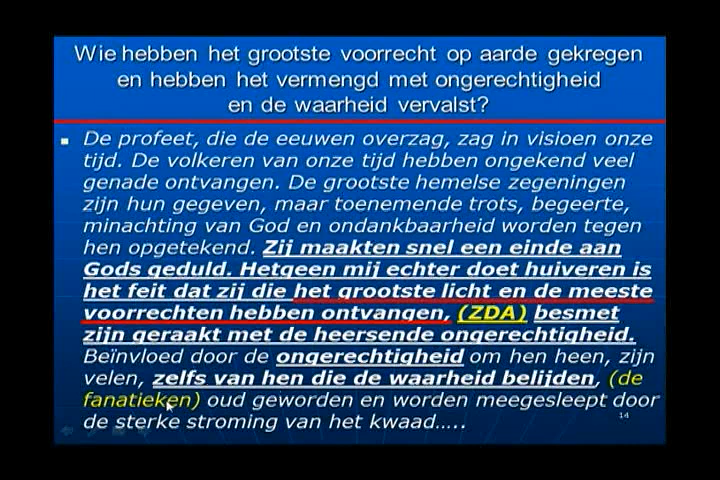 Wie hebben het grootste voorrecht op aarde gekregen
en hebben het vermengd met ongerechtigheid
en de waarheid vervalst?
De profeet, die de eeuwen overzag, zag in visioen onze
tijd. De volkeren van onze tijd hebben ongekend veel
genade ontvangen. De grootste hemelse zegeningen
zijn hun gegeven, maar toenemende trots, begeerte,
minachting van God en ondankbaarheid worden tegen
hen opgetekend. Zij maakten snel een einde aan
Gods geduld. Hetgeen mij echter doet huiveren is
het feit dat zij die het grootste licht en de meeste
voorrechten hebben ontvangen, (ZDA) besmet
zijn geraakt met de heersende ongerechtigheid.
Beïnvloed door de ongerechtigheid om hen heen, zijn
velen, zelfs van hen die de waarheid belijden, (de
fanatieken) oud geworden en worden meegesleept door
de sterke stroming van het kwaad…..
14